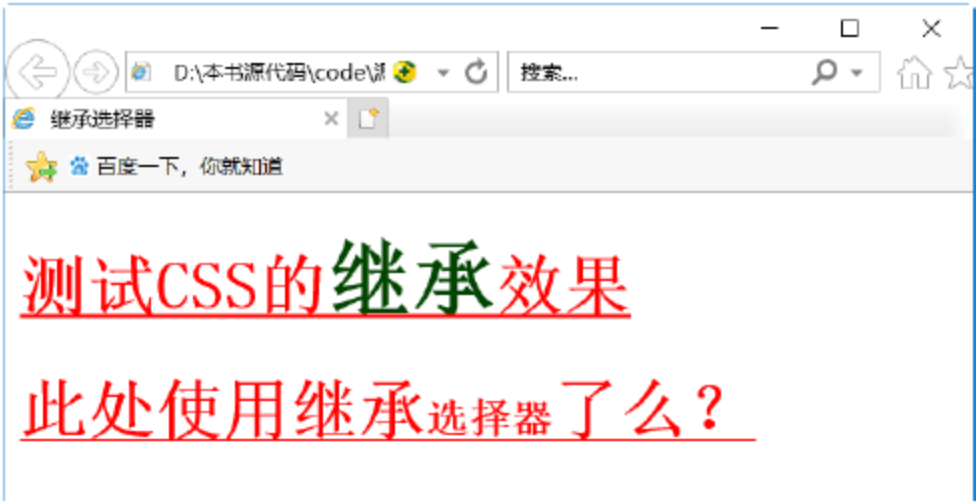 D:\本书源代码\code\
搜索...
继承选择器
百度一下，你就知道
测试CSS的继承效果
此处使用继承选择器了么？